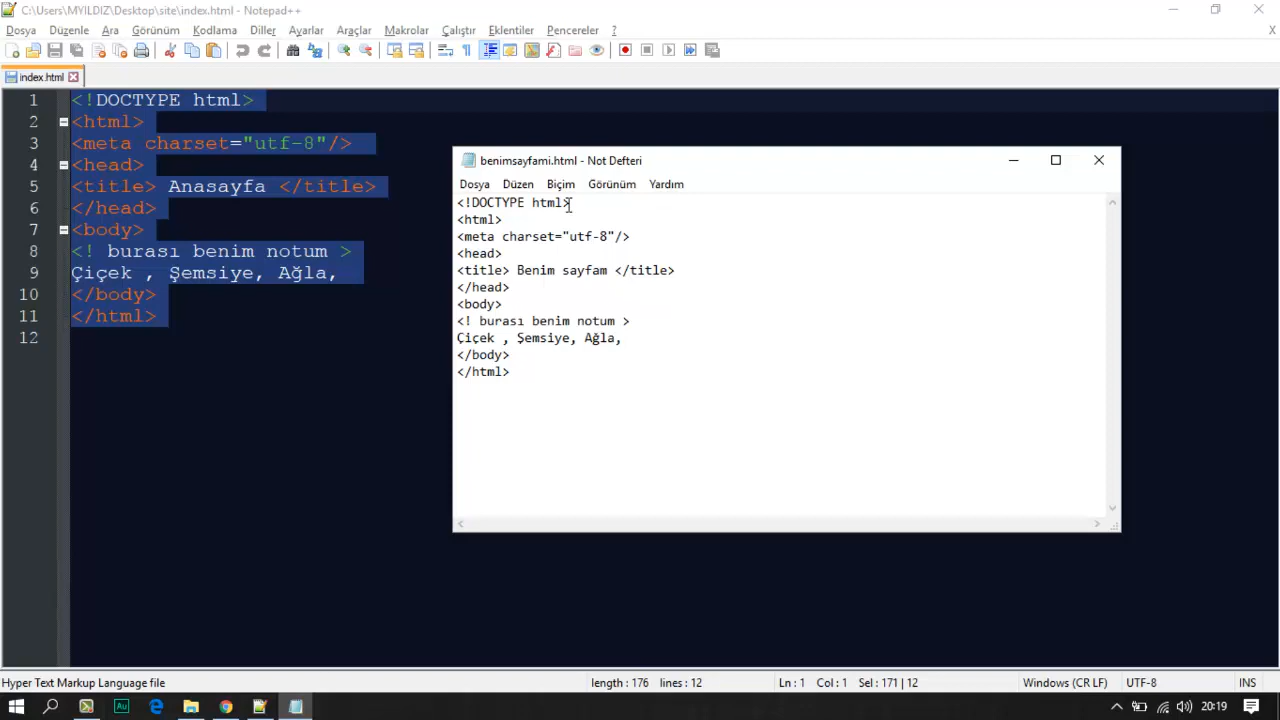 C:\Users\MYILDIZ\Desktop\site\index.html - Notepad++
Dosya Düzenle Ara Görünüm Kodlama Diller Ayarlar Araçlar Makrolar Çalıştır Eklentiler Pencereler ? X
index.html
1 <!DOCTYPE html>
2 <html>
3 <meta charset="utf-8"/>
4 <head>
5 <title> Anasayfa </title>
6 </head>
7 <body>
8 <! burası benim notum >
9 Çiçek , Şemsiye, Ağla,
10 </body>
11 </html>
12
benimsayfami.html - Not Defteri
Dosya Düzen Biçim Görünüm Yardım
<!DOCTYPE html>
<html>
<meta charset="utf-8"/>
<head>
<title> Benim sayfam </title>
</head>
<body>
<! burası benim notum >
Çiçek , Şemsiye, Ağla,
</body>
</html>
Hyper Text Markup Language file length : 176 lines : 12 Ln : 1 Col : 1 Sel : 171 | 12 Windows (CR LF) UTF-8 INS
Au 20:19